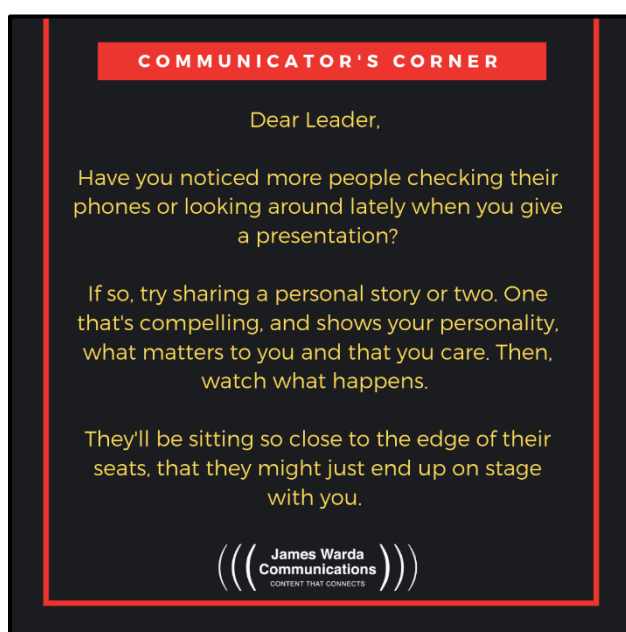 COMMUNICATOR'S CORNER
Dear Leader,
Have you noticed more people checking their
phones or looking around lately when you give
a presentation?
If so, try sharing a personal story or two. One
that's compelling, and shows your personality,
what matters to you and that you care. Then,
watch what happens.
They'll be sitting so close to the edge of their
seats, that they might just end up on stage
with you.
James Warda
Communications
CONTENT THAT CONNECTS